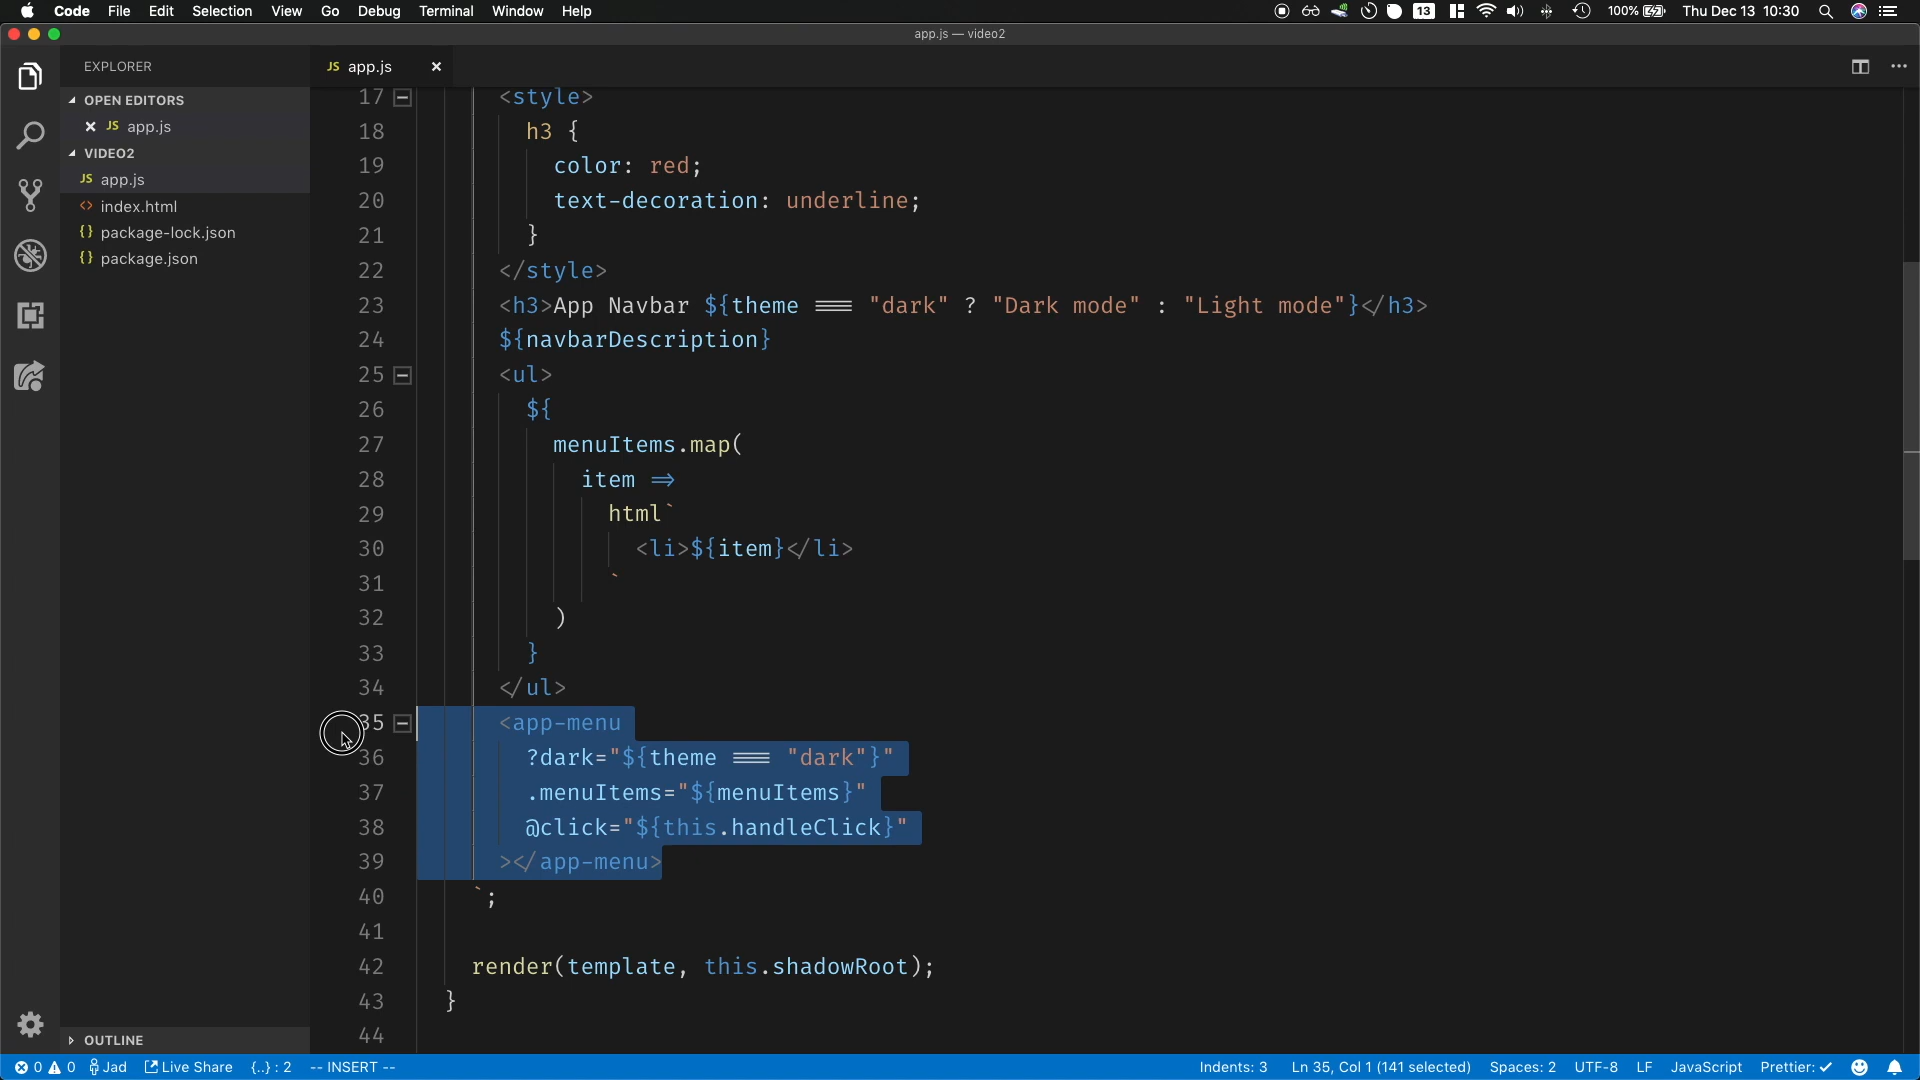 Code File Edit Selection View Go Debug Terminal Window Help 13 100% Thu Dec 13 10:30
app.js — video2
EXPLORER
JS app.js ×
OPEN EDITORS
× JS app.js
VIDEO2
JS app.js
<> index.html
{} package-lock.json
{} package.json
OUTLINE
17 <style>
18 h3 {
19 color: red;
20 text-decoration: underline;
21 }
22 </style>
23 <h3>App Navbar ${theme === "dark" ? "Dark mode" : "Light mode"}</h3>
24 ${navbarDescription}
25 <ul>
26 ${
27 menuItems.map(
28 item =>
29 html`
30 <li>${item}</li>
31 `
32 )
33 }
34 </ul>
35 <app-menu
36 ?dark="${theme === "dark"}"
37 .menuItems="${menuItems}"
38 @click="${this.handleClick}"
39 ></app-menu>
40 `;
41
42 render(template, this.shadowRoot);
43 }
44
0 0 Jad Live Share {..} : 2 -- INSERT -- Indents: 3 Ln 35, Col 1 (141 selected) Spaces: 2 UTF-8 LF JavaScript Prettier: ✓